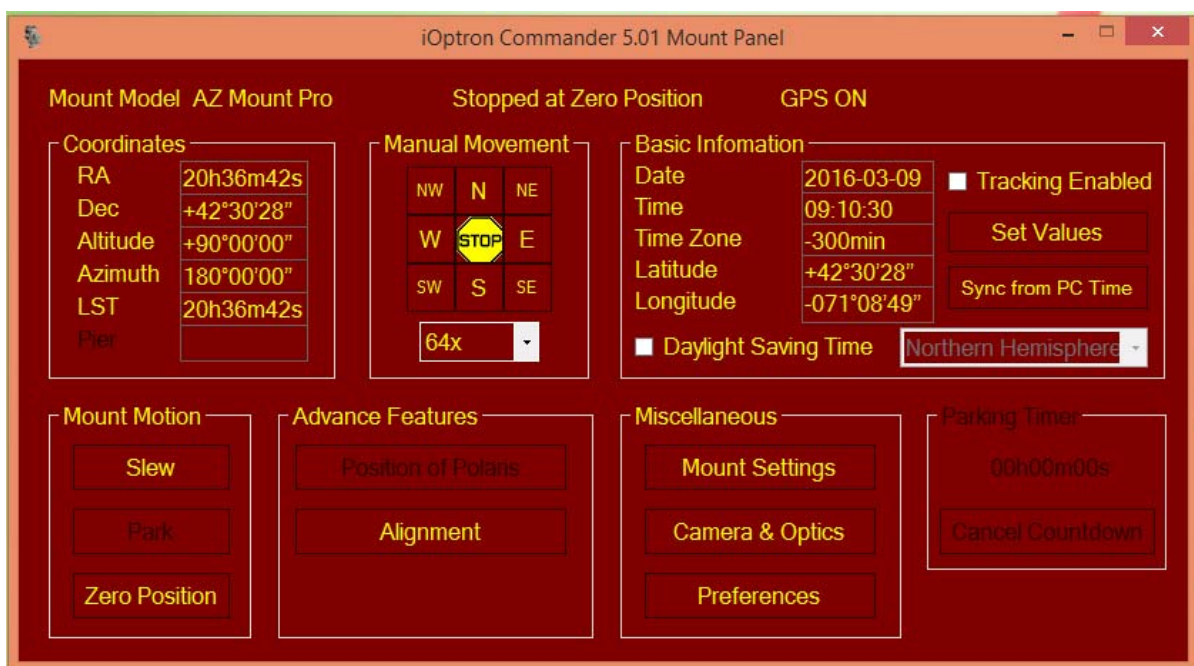 iOptron Commander 5.01 Mount Panel
Mount Model AZ Mount Pro Stopped at Zero Position GPS ON
Coordinates
RA 20h36m42s
Dec +42°30'28"
Altitude +90°00'00"
Azimuth 180°00'00"
LST 20h36m42s
Pier
Manual Movement
NW N NE
W STOP E
SW S SE
64x
Basic Infomation
Date 2016-03-09
Time 09:10:30
Time Zone -300min
Latitude +42°30'28"
Longitude -071°08'49"
Tracking Enabled
Set Values
Sync from PC Time
Daylight Saving Time Northern Hemisphere
Mount Motion
Slew
Park
Zero Position
Advance Features
Position of Polaris
Alignment
Miscellaneous
Mount Settings
Camera & Optics
Preferences
Parking Timer
00h00m00s
Cancel Countdown